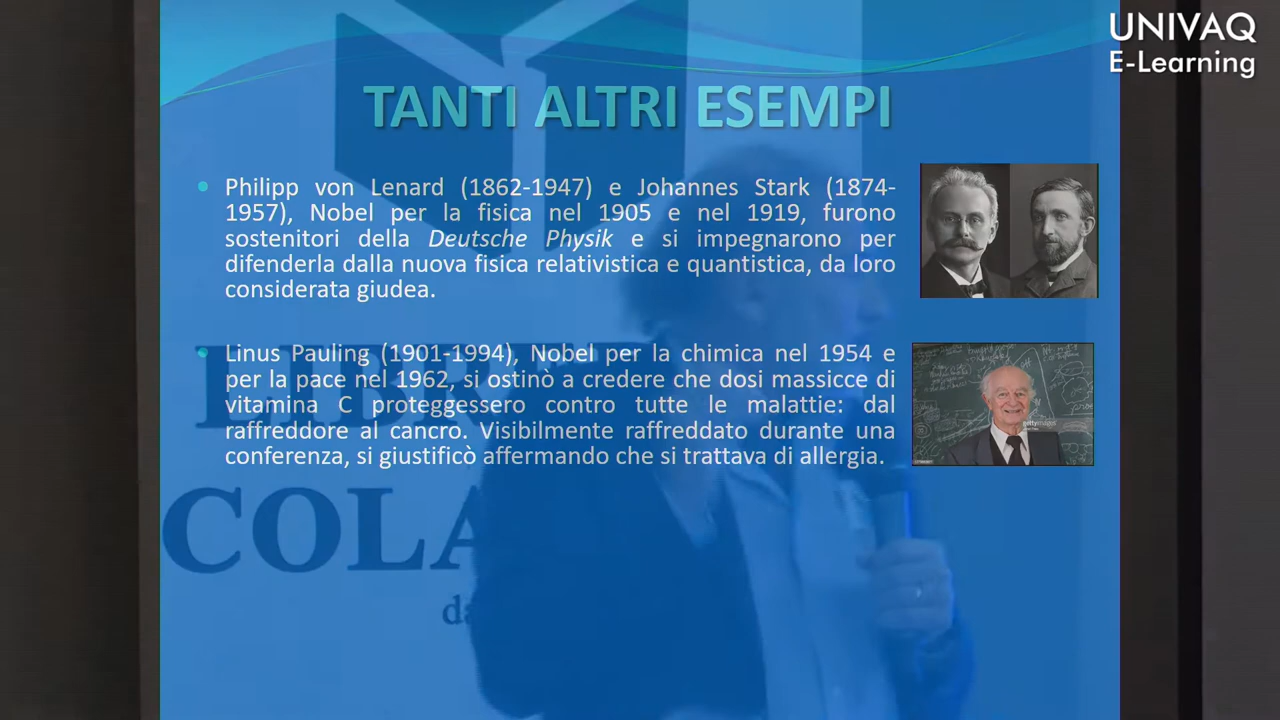 UNIVAQ
E-Learning
TANTI ALTRI ESEMPI
Philipp von Lenard (1862-1947) e Johannes Stark (1874-
1957), Nobel per la fisica nel 1905 e nel 1919, furono
sostenitori della Deutsche Physik e si impegnarono per
difenderla dalla nuova fisica relativistica e quantistica, da loro
considerata giudea.
Linus Pauling (1901-1994), Nobel per la chimica nel 1954 e
per la pace nel 1962, si ostinò a credere che dosi massicce di
vitamina C proteggessero contro tutte le malattie: dal
raffreddore al cancro. Visibilmente raffreddato durante una
conferenza, si giustificò affermando che si trattava di allergia.
LIBR
COLA
da